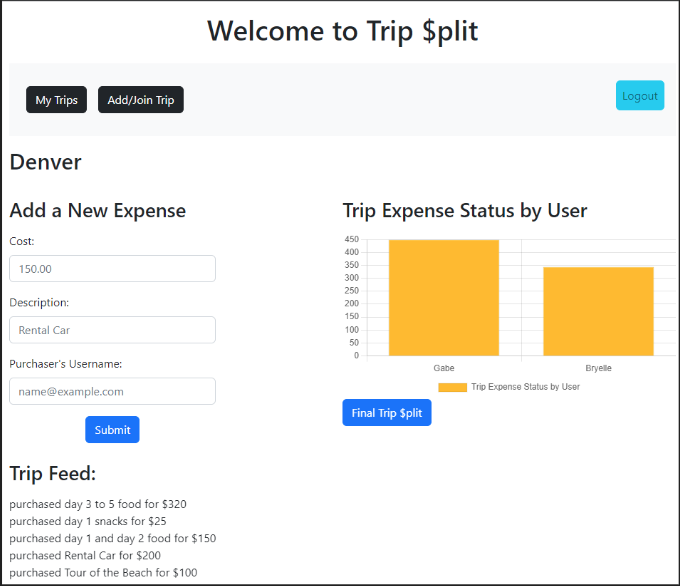 Welcome to Trip $plit
My Trips
Add/Join Trip
Logout
Denver
Add a New Expense
Cost:
150.00
Description:
Rental Car
Purchaser's Username:
name@example.com
Submit
Trip Expense Status by User
450
400
350
300
250
200
150
100
50
0
Gabe
Bryelle
Trip Expense Status by User
Final Trip $plit
Trip Feed:
purchased day 3 to 5 food for $320
purchased day 1 snacks for $25
purchased day 1 and day 2 food for $150
purchased Rental Car for $200
purchased Tour of the Beach for $100